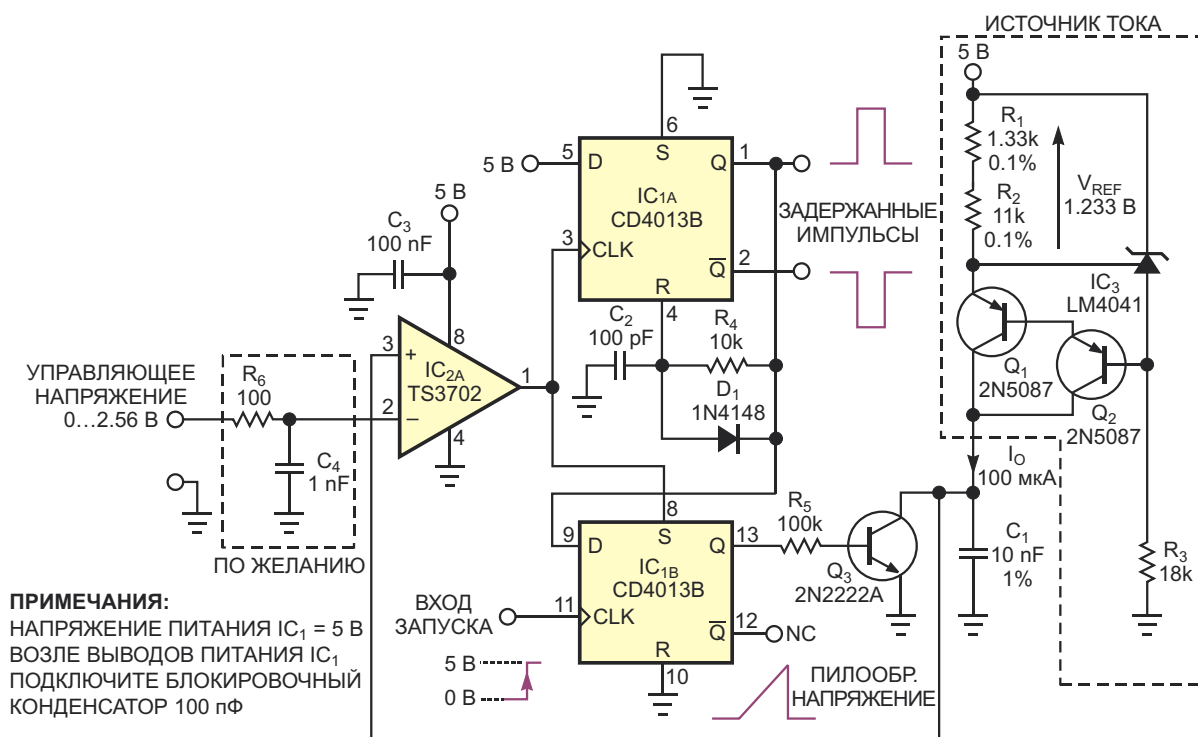 ИСТОЧНИК ТОКА
5 В
R1
1.33k
0.1%
R2
11k
0.1%
VREF
1.233 В
IC3
LM4041
Q1
2N5087
Q2
2N5087
IO
100 мкА
C1
10 nF
1%
R3
18k
6
S
5 В
5
D
Q
1
IC1A
CD4013B
3
CLK
Q
2
R
4
ЗАДЕРЖАННЫЕ
ИМПУЛЬСЫ
5 В
C3
100 nF
C2
100 pF
R4
10k
D1
1N4148
УПРАВЛЯЮЩЕЕ
НАПРЯЖЕНИЕ
0...2.56 В
R6
100
C4
1 nF
ПО ЖЕЛАНИЮ
3
+
2
–
8
IC2A
TS3702
1
4
8
S
9
D
Q
13
IC1B
CD4013B
11
CLK
Q
12
NC
R
10
R5
100k
Q3
2N2222A
ВХОД
ЗАПУСКА
5 В
0 В
ПИЛООБР.
НАПРЯЖЕНИЕ
ПРИМЕЧАНИЯ:
НАПРЯЖЕНИЕ ПИТАНИЯ IC1 = 5 В
ВОЗЛЕ ВЫВОДОВ ПИТАНИЯ IC1
ПОДКЛЮЧИТЕ БЛОКИРОВОЧНЫЙ
КОНДЕНСАТОР 100 пФ